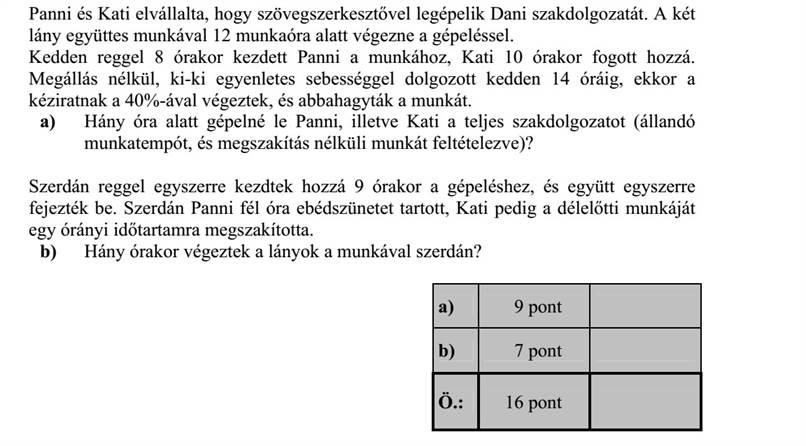 Panni és Kati elvállalta, hogy szövegszerkesztővel legépelik Dani szakdolgozatát. A két
lány együttes munkával 12 munkaóra alatt végezne a gépeléssel.
Kedden reggel 8 órakor kezdett Panni a munkához, Kati 10 órakor fogott hozzá.
Megállás nélkül, ki-ki egyenletes sebességgel dolgozott kedden 14 óráig, ekkor a
kéziratnak a 40%-ával végeztek, és abbahagyták a munkát.
a) Hány óra alatt gépelné le Panni, illetve Kati a teljes szakdolgozatot (állandó
munkatempót, és megszakítás nélküli munkát feltételezve)?
Szerdán reggel egyszerre kezdtek hozzá 9 órakor a gépeléshez, és együtt egyszerre
fejezték be. Szerdán Panni fél óra ebédszünetet tartott, Kati pedig a délelőtti munkáját
egy órányi időtartamra megszakította.
b) Hány órakor végeztek a lányok a munkával szerdán?
a) 9 pont
b) 7 pont
Ö.: 16 pont